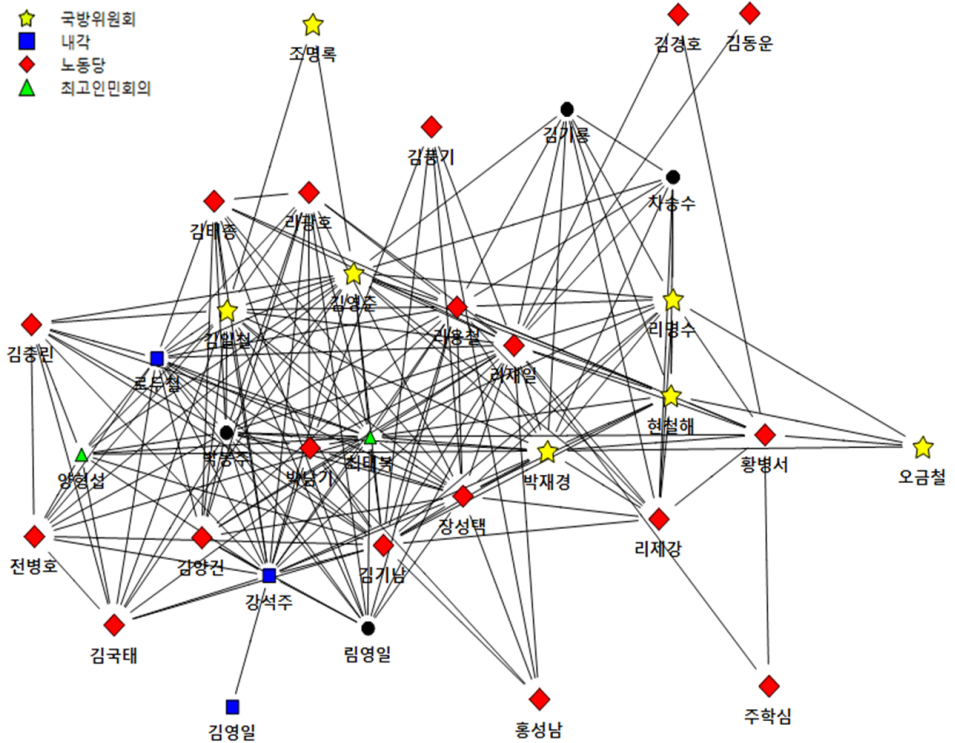 국방위원회
내각
노동당
최고인민회의
조명록
김경호
김동운
김풍기
김기룡
차승수
김태종
리광호
김영춘
김일철
리용철
리명수
리재일
김중린
로두철
현철해
박봉주
박남기
최태복
황병서
양형섭
박재경
오금철
장성택
리제강
전병호
김양건
김기남
강석주
김국태
림영일
김영일
홍성남
주학심